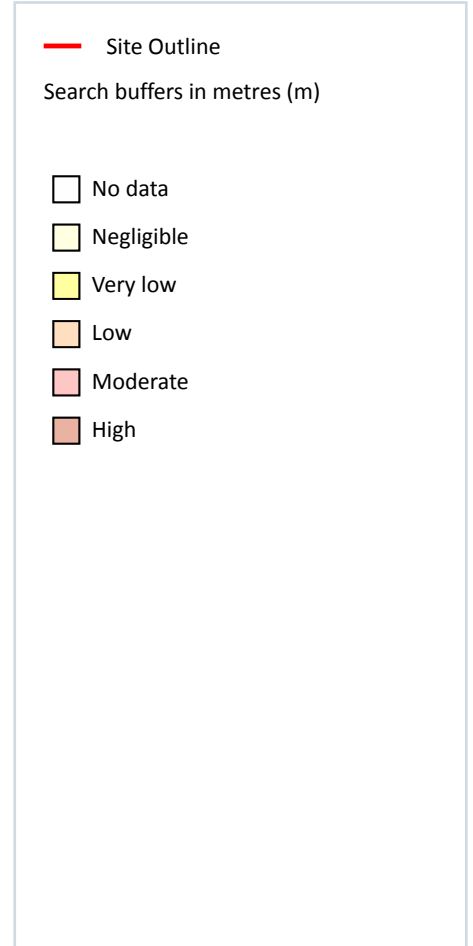 Site Outline
Search buffers in metres (m)
No data
Negligible
Very low
Low
Moderate
High